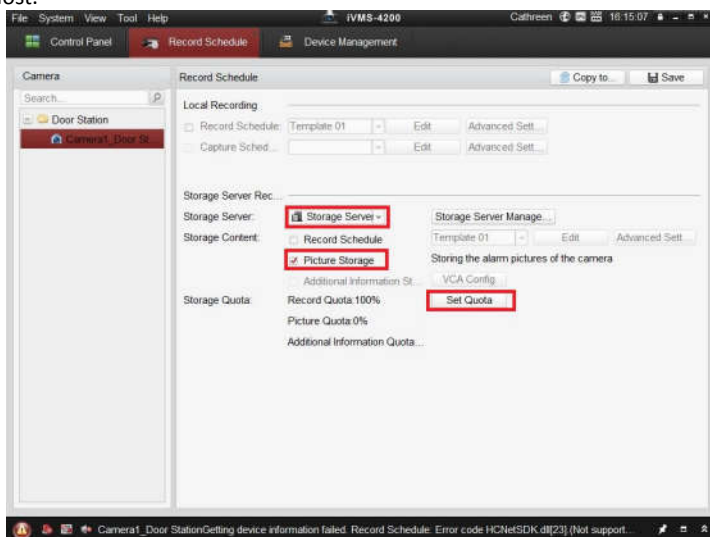 ost.
File System View Tool Help iVMS-4200 Cathreen 16:15:07
Control Panel Record Schedule Device Management
Camera Record Schedule Copy to... Save
Search... Local Recording
Door Station Record Schedule: Template 01 Edit Advanced Sett...
Camera1_Door St... Capture Sched... Edit Advanced Sett...
Storage Server Rec...
Storage Server: Storage Server Storage Server Manage...
Storage Content: Record Schedule Template 01 Edit Advanced Sett...
Picture Storage Storing the alarm pictures of the camera
Additional Information St... VCA Config
Storage Quota: Record Quota:100% Set Quota
Picture Quota:0%
Additional Information Quota...
Camera1_Door StationGetting device information failed. Record Schedule: Error code HCNetSDK.dll[23].(Not support...